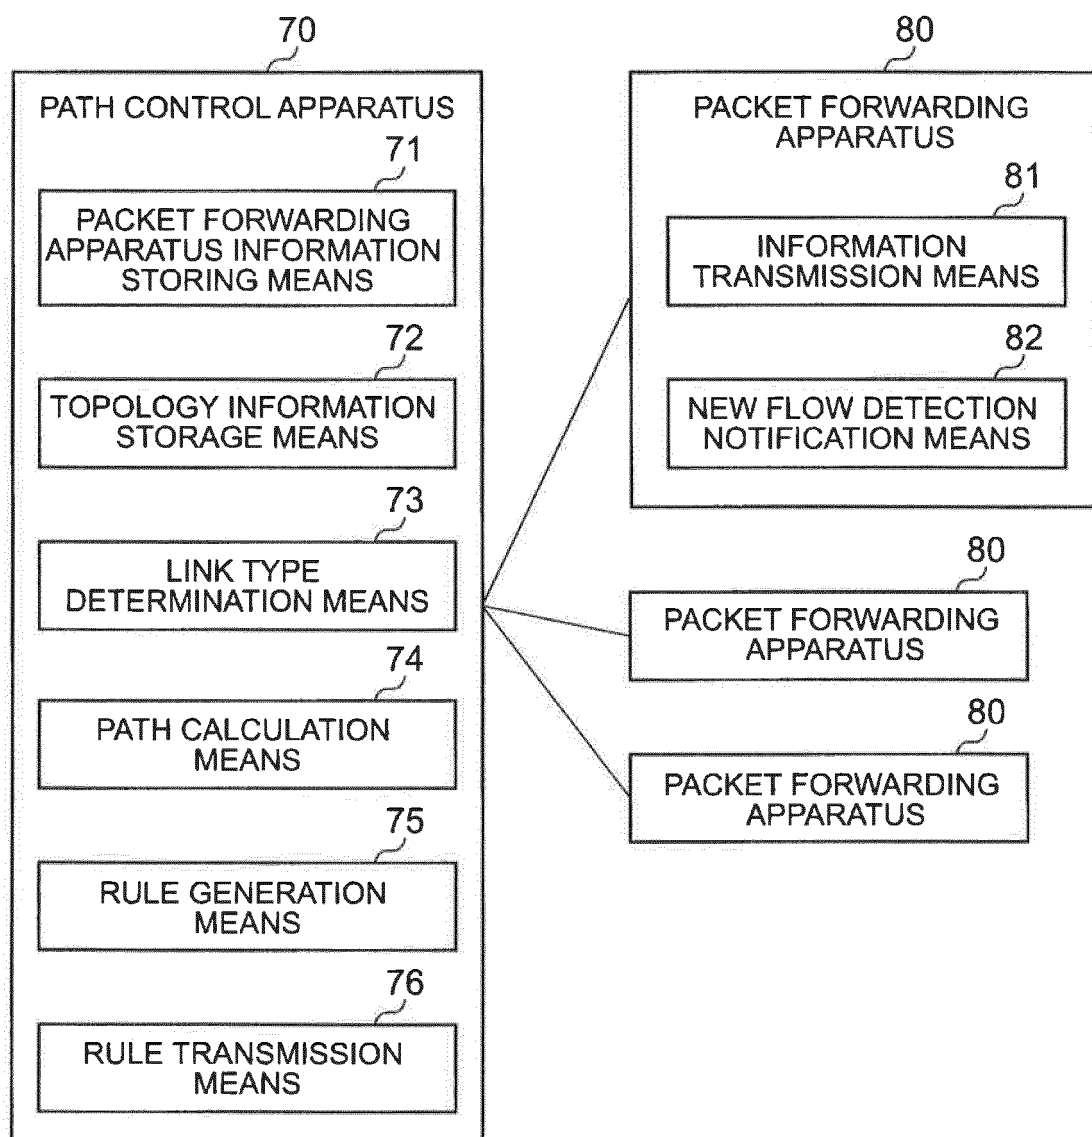 70
PATH CONTROL APPARATUS
71
PACKET FORWARDING
APPARATUS INFORMATION
STORING MEANS
72
TOPOLOGY INFORMATION
STORAGE MEANS
73
LINK TYPE
DETERMINATION MEANS
74
PATH CALCULATION
MEANS
75
RULE GENERATION
MEANS
76
RULE TRANSMISSION
MEANS
80
PACKET FORWARDING
APPARATUS
81
INFORMATION
TRANSMISSION MEANS
82
NEW FLOW DETECTION
NOTIFICATION MEANS
80
PACKET FORWARDING
APPARATUS
80
PACKET FORWARDING
APPARATUS